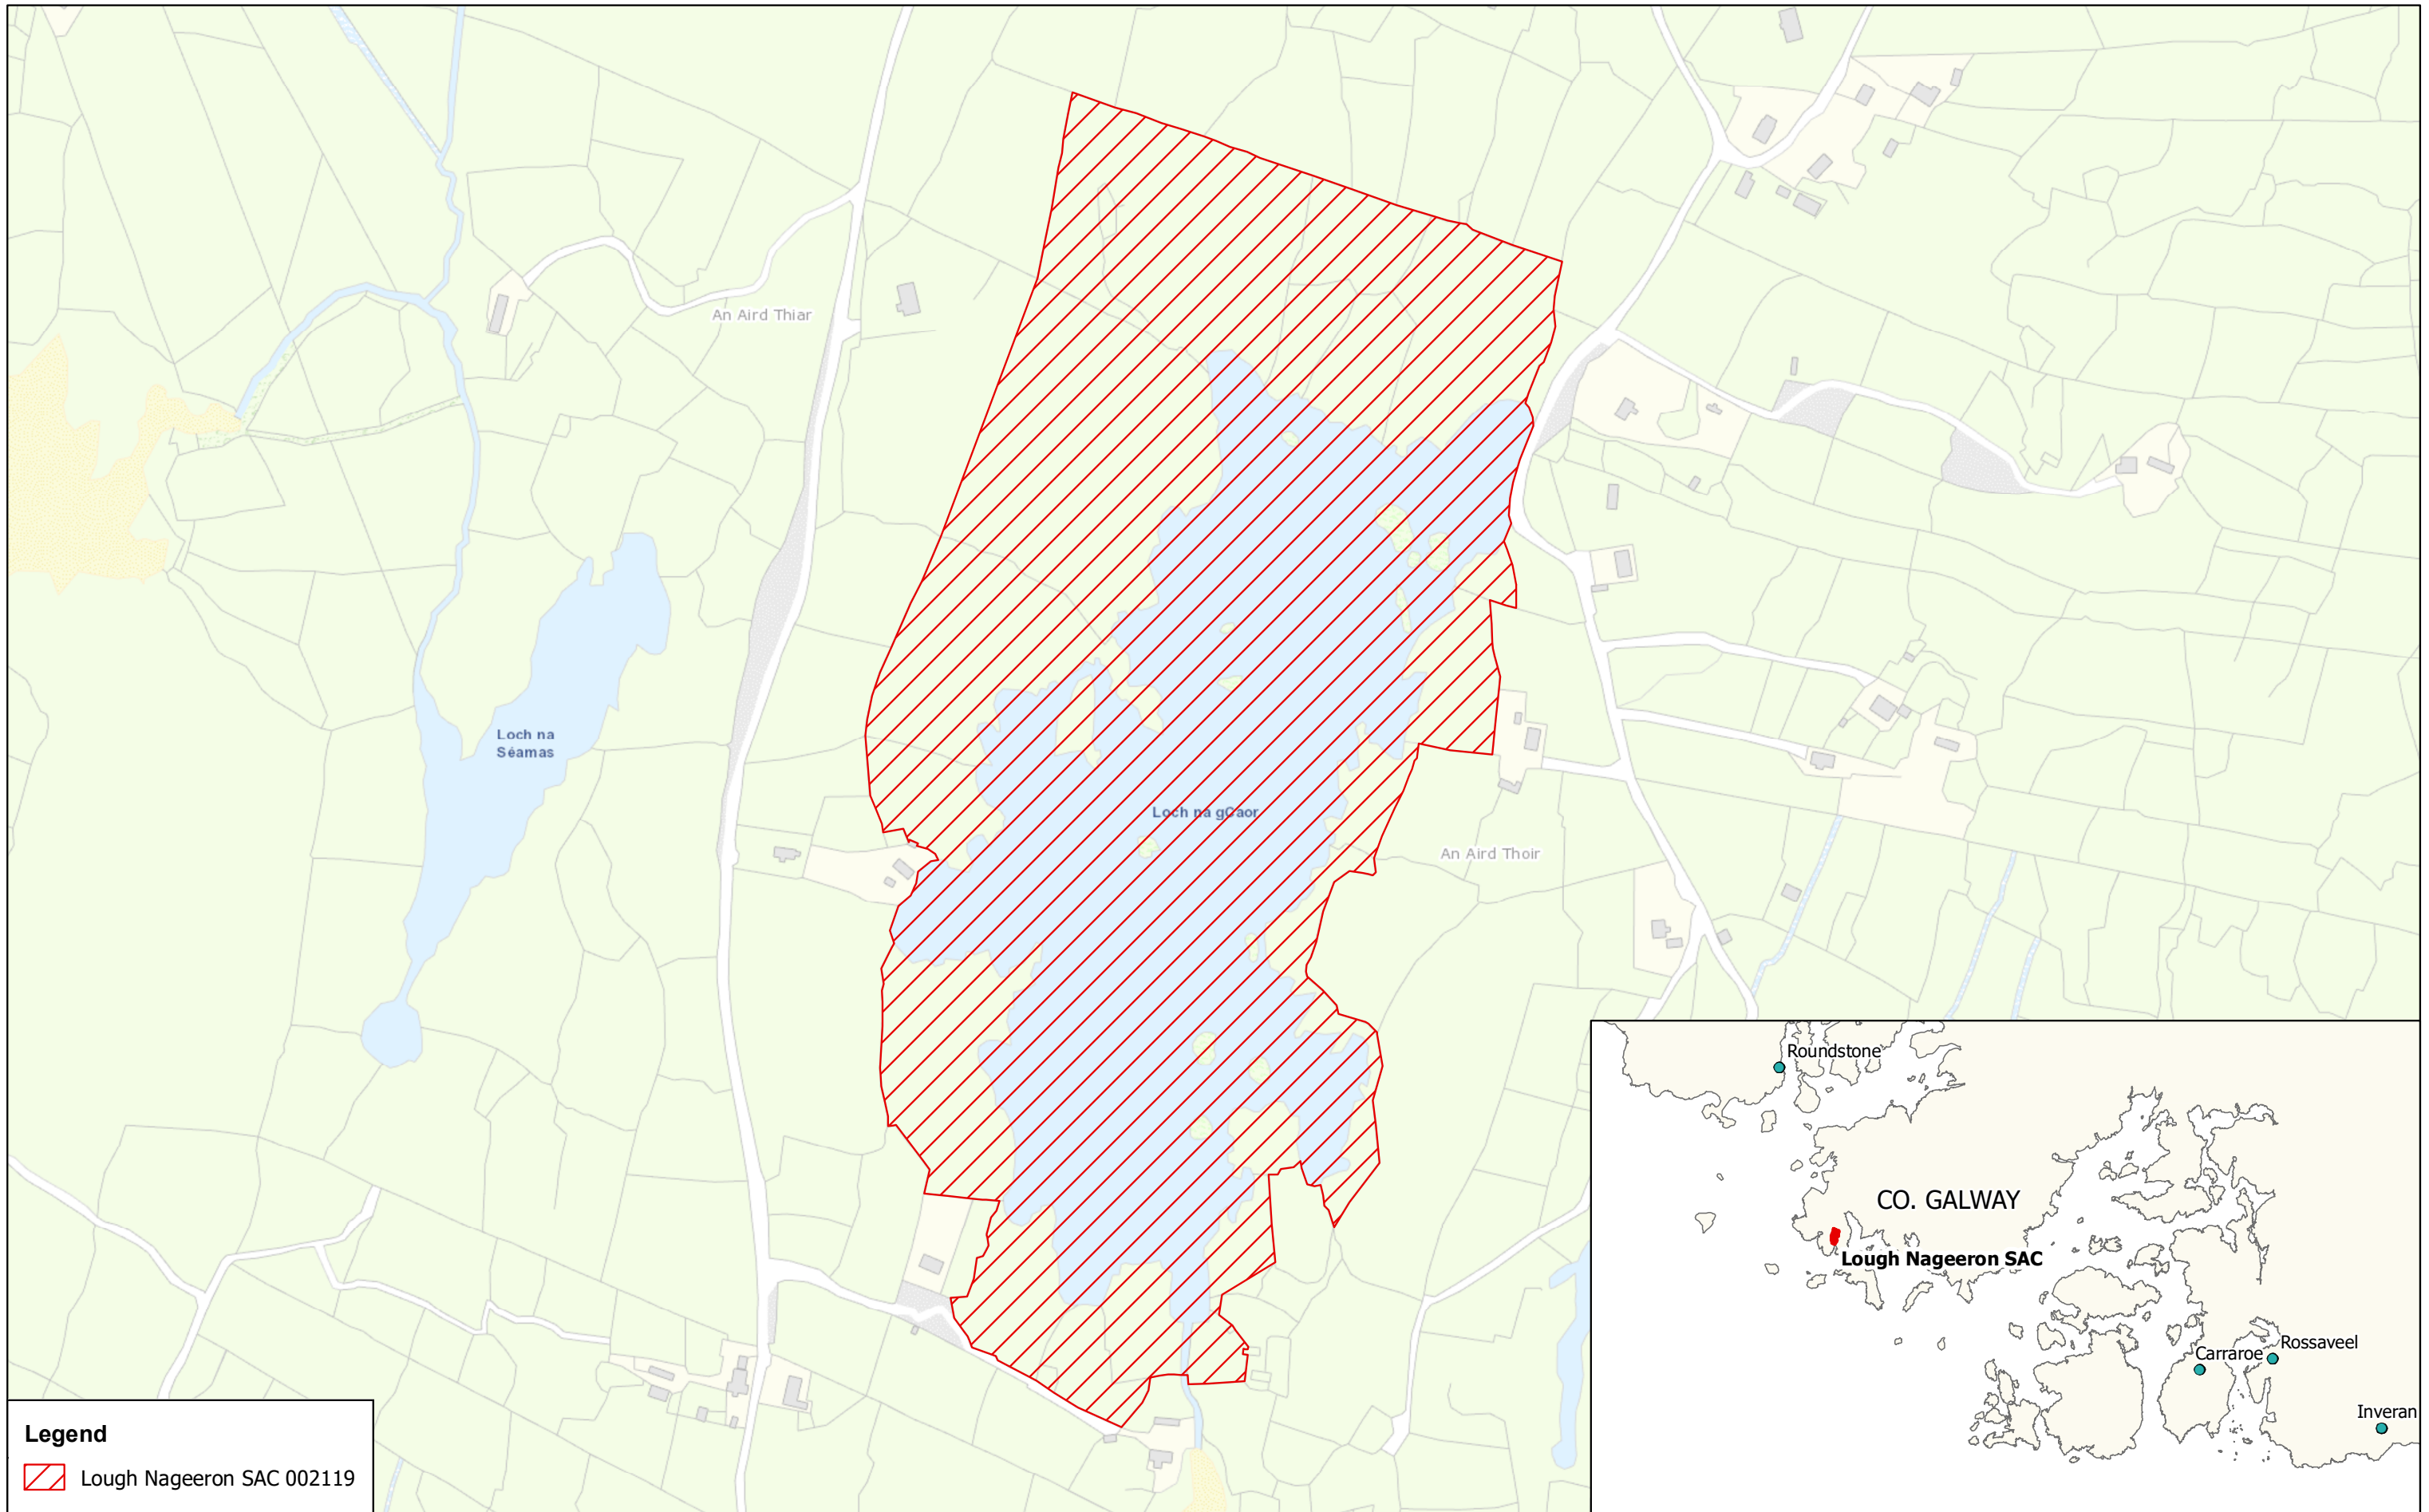 An Aird Thiar
Loch na
Séamas
Loch na gCaor
An Aird Thoir
Roundstone
CO. GALWAY
Lough Nageeron SAC
Rossaveel
Carraroe
Inveran
Legend
Lough Nageeron SAC 002119